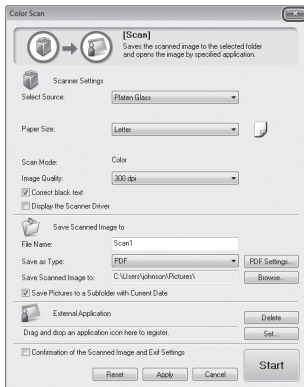 Color Scan
[Scan]
Saves the scanned image to the selected folder
and opens the image by specified application.
Scanner Settings
Select Source: Platen Glass
Paper Size: Letter
Scan Mode: Color
Image Quality: 300 dpi
Correct black text
Display the Scanner Driver
Save Scanned Image to
File Name: Scan1
Save as Type: PDF PDF Settings...
Save Scanned Image to: C:\Users\johnson\Pictures\ Browse...
Save Pictures to a Subfolder with Current Date
External Application Delete
Drag and drop an application icon here to register. Set...
Confirmation of the Scanned Image and Exif Settings
Reset Apply Cancel Start